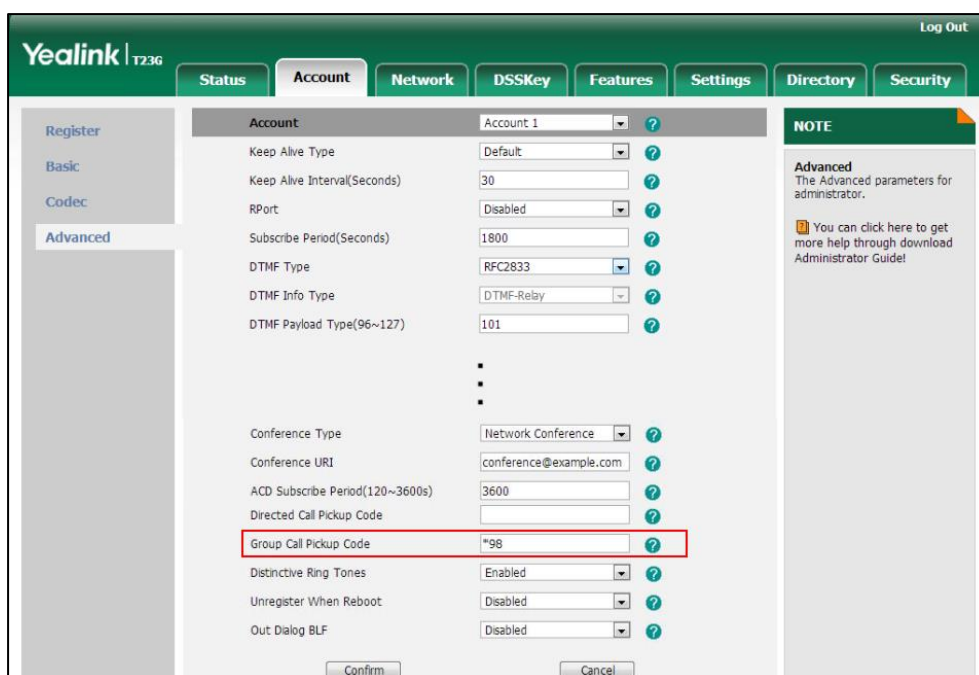 Log Out
Yealink T23G
Status Account Network DSSKey Features Settings Directory Security
Register
Basic
Codec
Advanced
Account Account 1 ?
Keep Alive Type Default ?
Keep Alive Interval(Seconds) 30 ?
RPort Disabled ?
Subscribe Period(Seconds) 1800 ?
DTMF Type RFC2833 ?
DTMF Info Type DTMF-Relay ?
DTMF Payload Type(96~127) 101 ?
Conference Type Network Conference ?
Conference URI conference@example.com ?
ACD Subscribe Period(120~3600s) 3600 ?
Directed Call Pickup Code ?
Group Call Pickup Code *98 ?
Distinctive Ring Tones Enabled ?
Unregister When Reboot Disabled ?
Out Dialog BLF Disabled ?
Confirm Cancel
NOTE
Advanced
The Advanced parameters for
administrator.
? You can click here to get
more help through download
Administrator Guide!